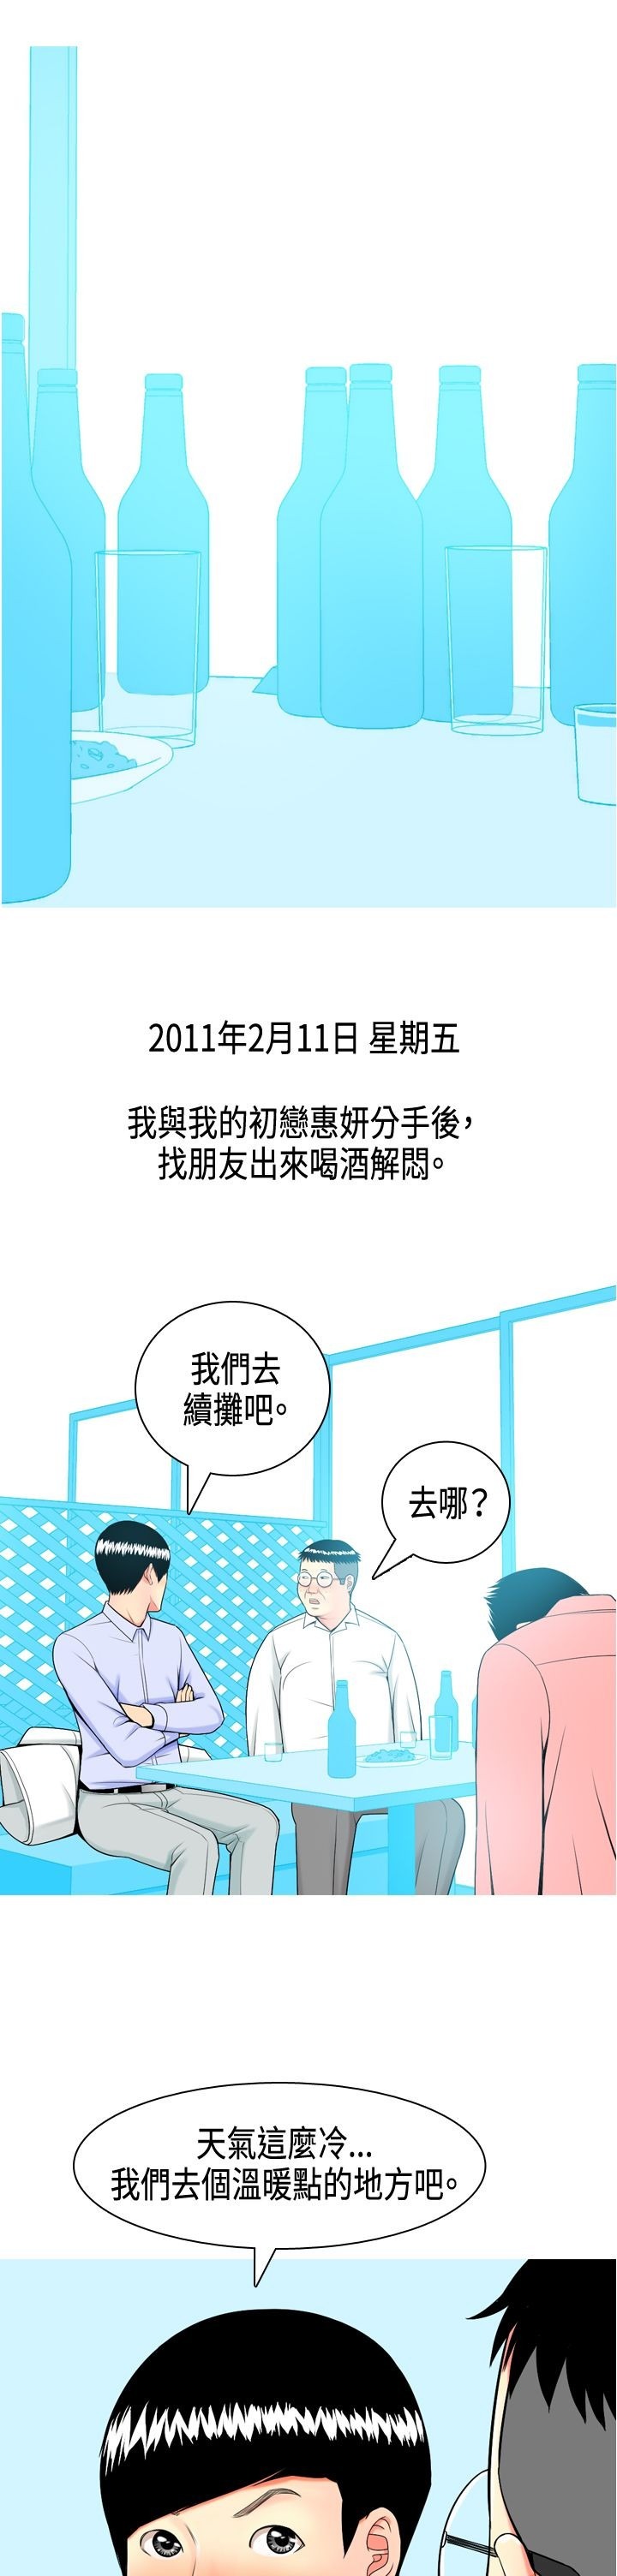 2011年2月11日 星期五
我與我的初戀惠妍分手後，
找朋友出來喝酒解悶。
我們去
續攤吧。
去哪？
天氣這麼冷...
我們去個溫暖點的地方吧。